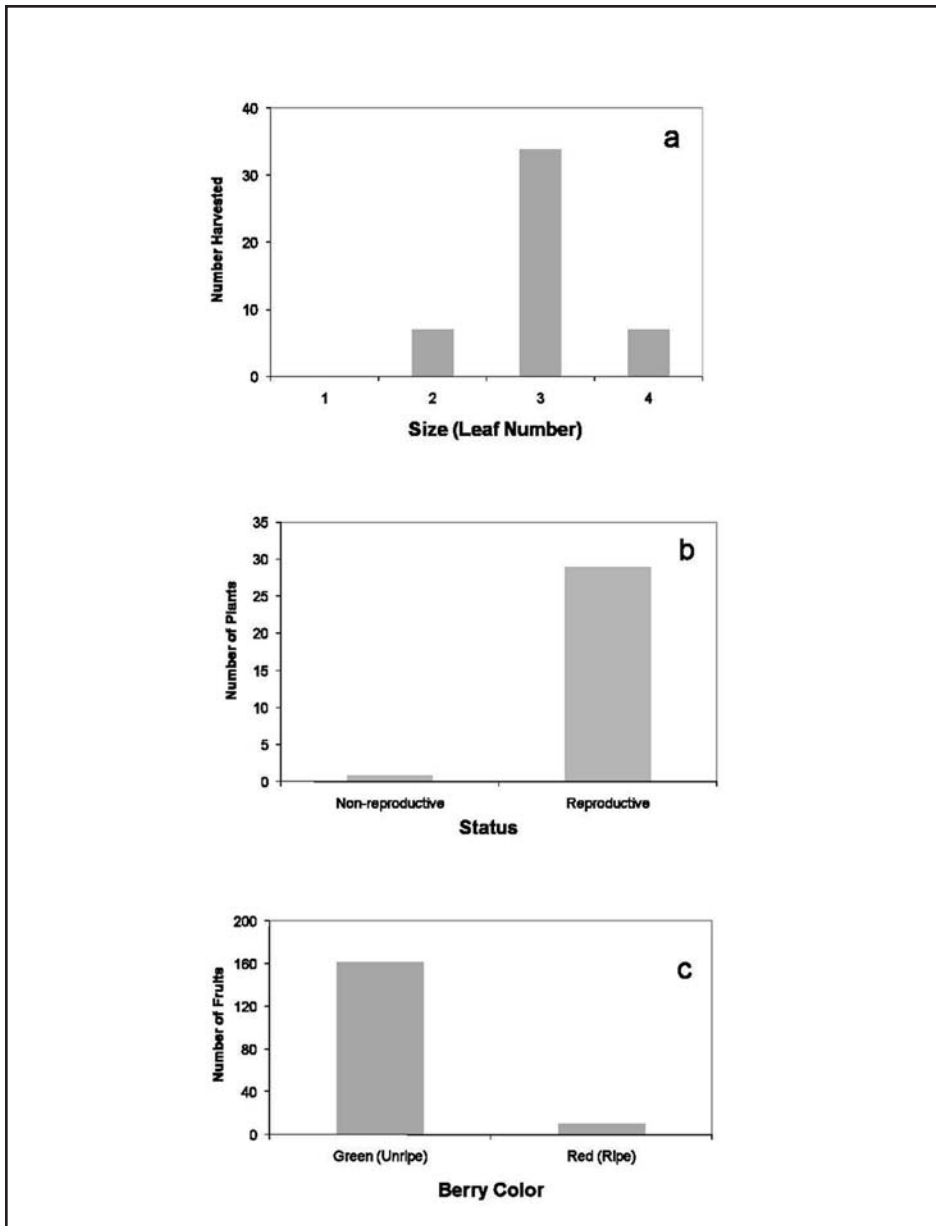 a
40
30
20
10
0
Number Harvested
1 2 3 4
Size (Leaf Number)
b
35
30
25
20
15
10
5
0
Number of Plants
Non-reproductive Reproductive
Status
c
200
160
120
80
40
0
Number of Fruits
Green (Unripe) Red (Ripe)
Berry Color